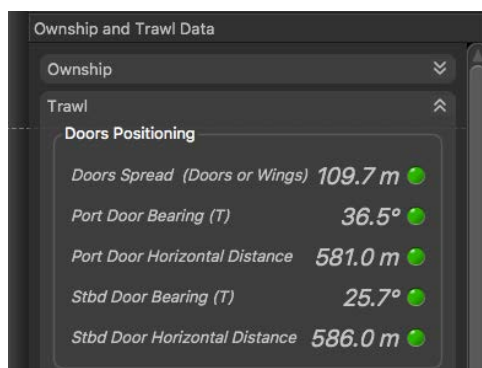 Ownship and Trawl Data
Ownship
Trawl
Doors Positioning
Doors Spread (Doors or Wings) 109.7 m
Port Door Bearing (T) 36.5°
Port Door Horizontal Distance 581.0 m
Stbd Door Bearing (T) 25.7°
Stbd Door Horizontal Distance 586.0 m